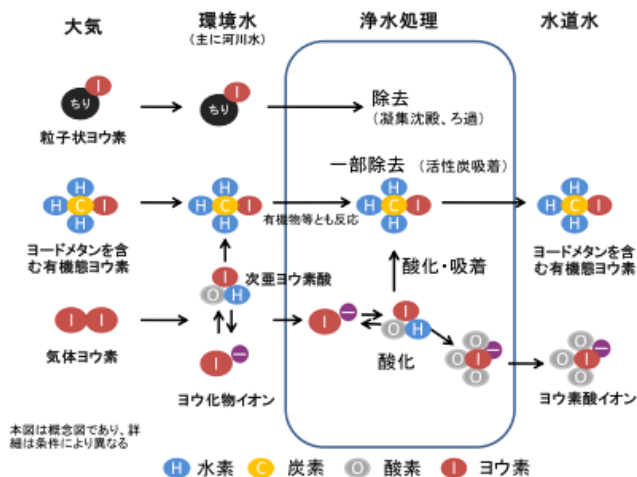 大気
環境水
(主に河川水)
浄水処理
水道水
I
ちり
I
ちり
除去
(凝集沈殿、ろ過)
粒子状ヨウ素
一部除去 (活性炭吸着)
H
H C I
H
H
H C I
H
H
H C I
H
H
H C I
H
有機物等とも反応
ヨードメタンを含
む有機態ヨウ素
ヨードメタンを含
む有機態ヨウ素
I
O H
次亜ヨウ素酸
酸化・吸着
I I
I −
I
O H
気体ヨウ素
I −
酸化
O −
O I
O O
O −
O I
O O
ヨウ化物イオン
ヨウ素酸イオン
本図は概念図であり、詳
細は条件により異なる
H 水素 C 炭素 O 酸素 I ヨウ素